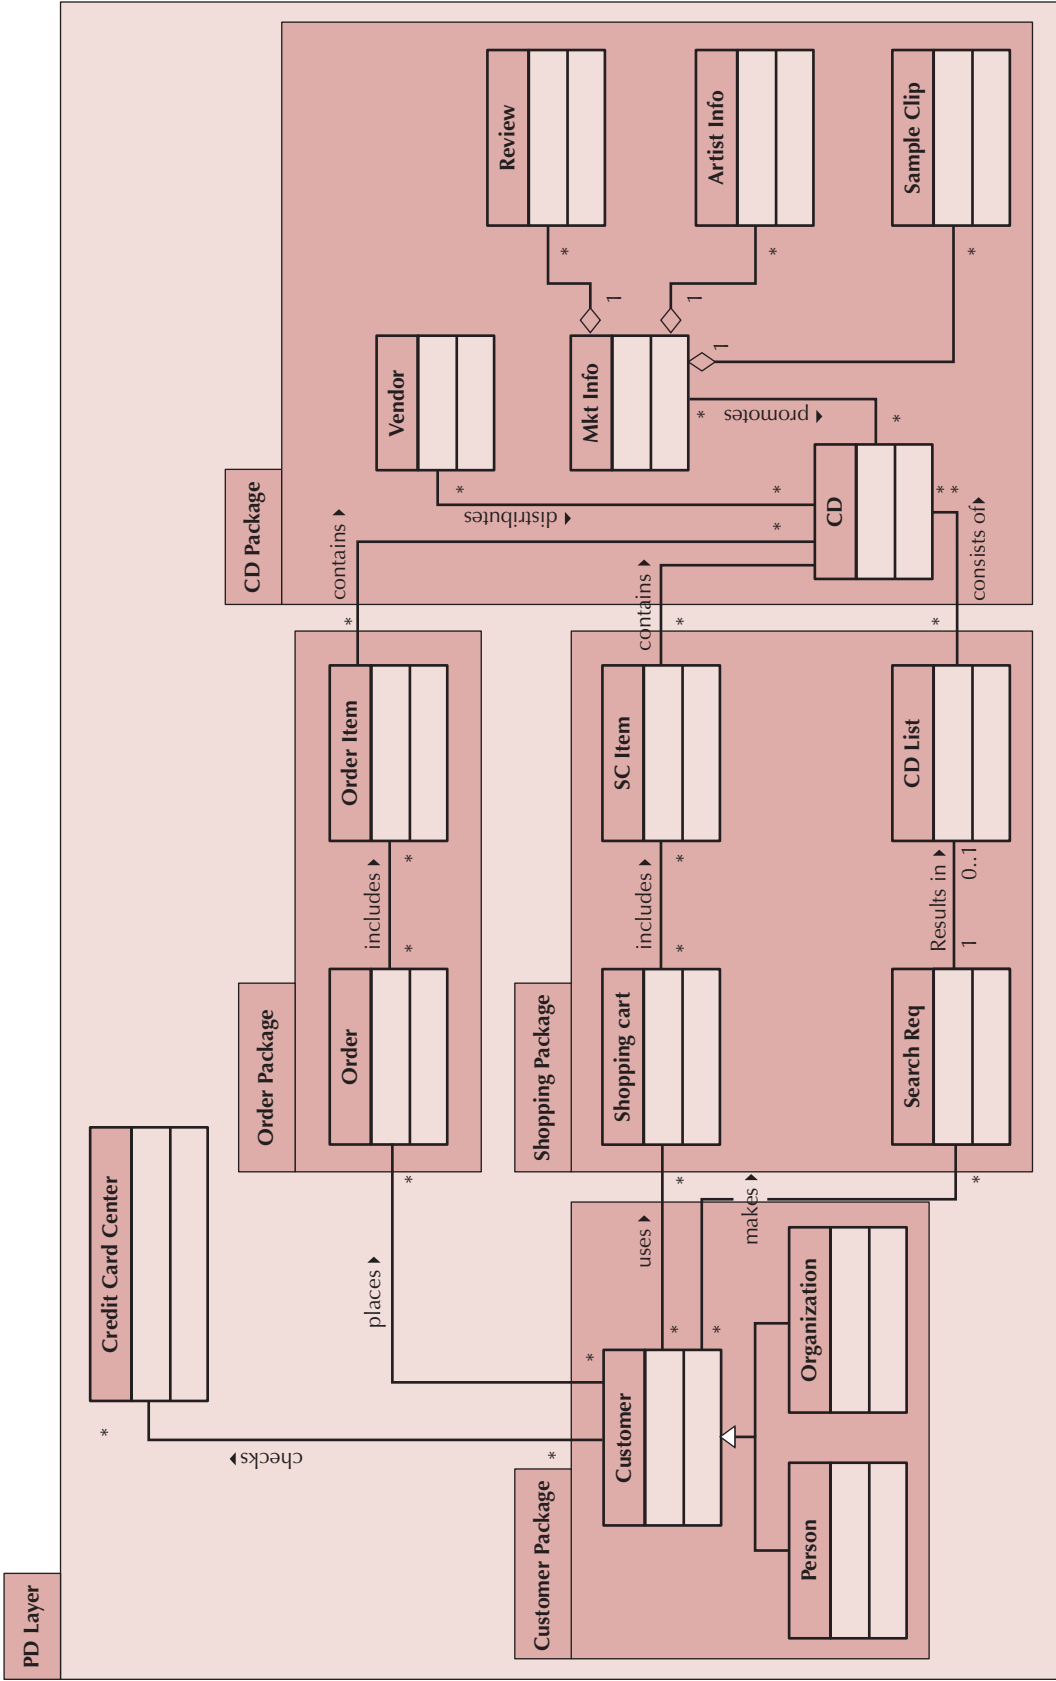 PD Layer
Credit Card Center
*
checks
*
places
*
*
Order Package
Order
*
includes
*
Order Item
*
contains
*
CD Package
Vendor
*
distributes
*
Review
*
1
Mkt Info
Artist Info
*
1
Sample Clip
*
1
*
promotes
*
CD
*
*
consists of
*
Customer Package
Customer
*
uses
*
*
makes
*
Person
Organization
Shopping Package
Shopping cart
*
includes
*
SC Item
*
contains
Search Req
1
Results in
0..1
CD List